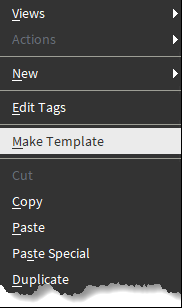 Views
Actions
New
Edit Tags
Make Template
Cut
Copy
Paste
Paste Special
Duplicate